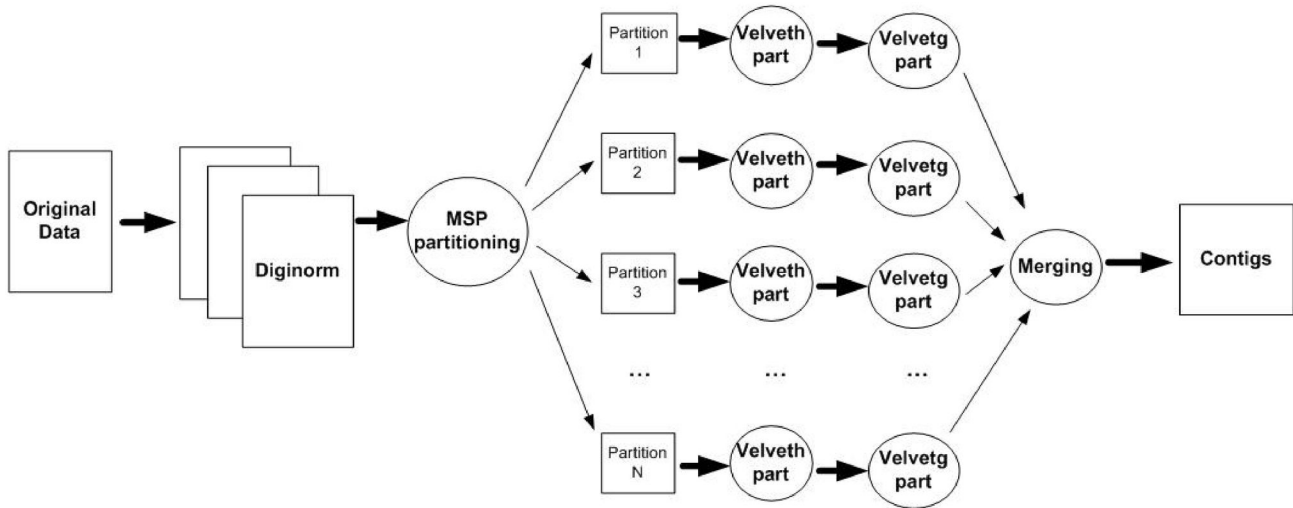 Original
Data
Diginorm
MSP
partitioning
Partition
1
Velveth
part
Velvetg
part
Partition
2
Velveth
part
Velvetg
part
Partition
3
Velveth
part
Velvetg
part
...
...
...
Partition
N
Velveth
part
Velvetg
part
Merging
Contigs